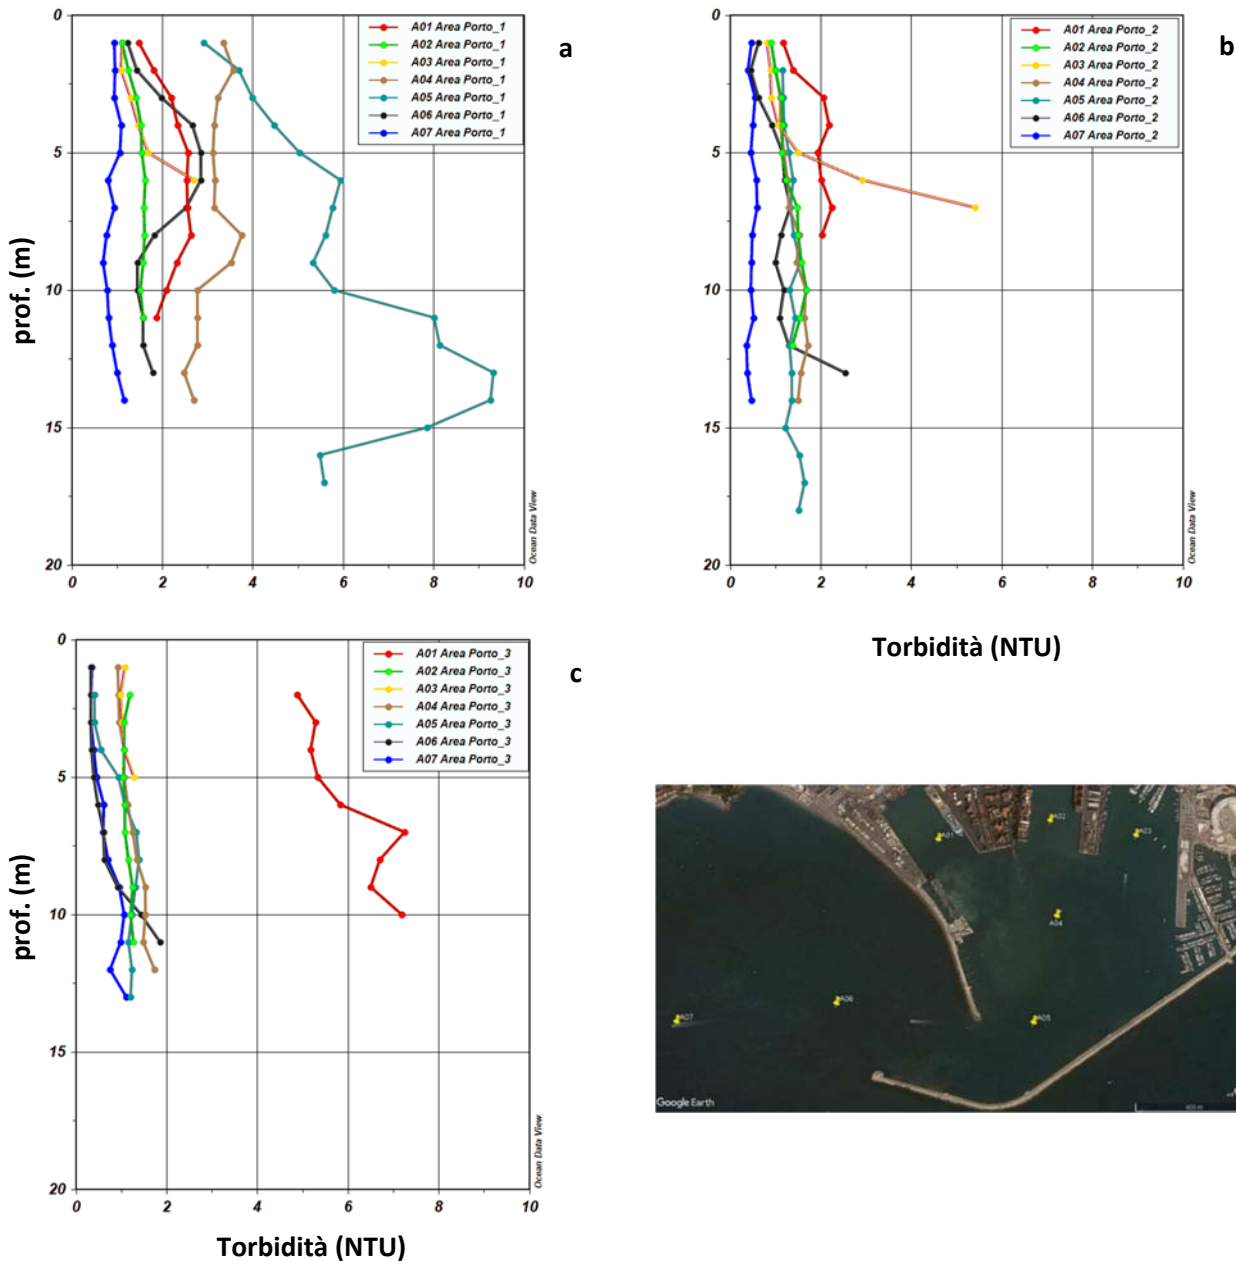 0
5
10
15
20
prof. (m)
A01 Area Porto_1
A02 Area Porto_1
A03 Area Porto_1
A04 Area Porto_1
A05 Area Porto_1
A06 Area Porto_1
A07 Area Porto_1
a
Ocean Data View
0 2 4 6 8 10
0
5
10
15
20
A01 Area Porto_2
A02 Area Porto_2
A03 Area Porto_2
A04 Area Porto_2
A05 Area Porto_2
A06 Area Porto_2
A07 Area Porto_2
b
Ocean Data View
0 2 4 6 8 10
Torbidità (NTU)
0
5
10
15
20
prof. (m)
A01 Area Porto_3
A02 Area Porto_3
A03 Area Porto_3
A04 Area Porto_3
A05 Area Porto_3
A06 Area Porto_3
A07 Area Porto_3
c
Ocean Data View
0 2 4 6 8 10
Torbidità (NTU)
A01
A02
A03
A04
A06
A05
A07
Google Earth